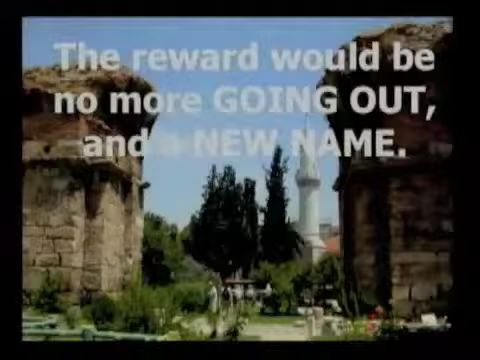 The reward would be
no more GOING OUT,
and a NEW NAME.